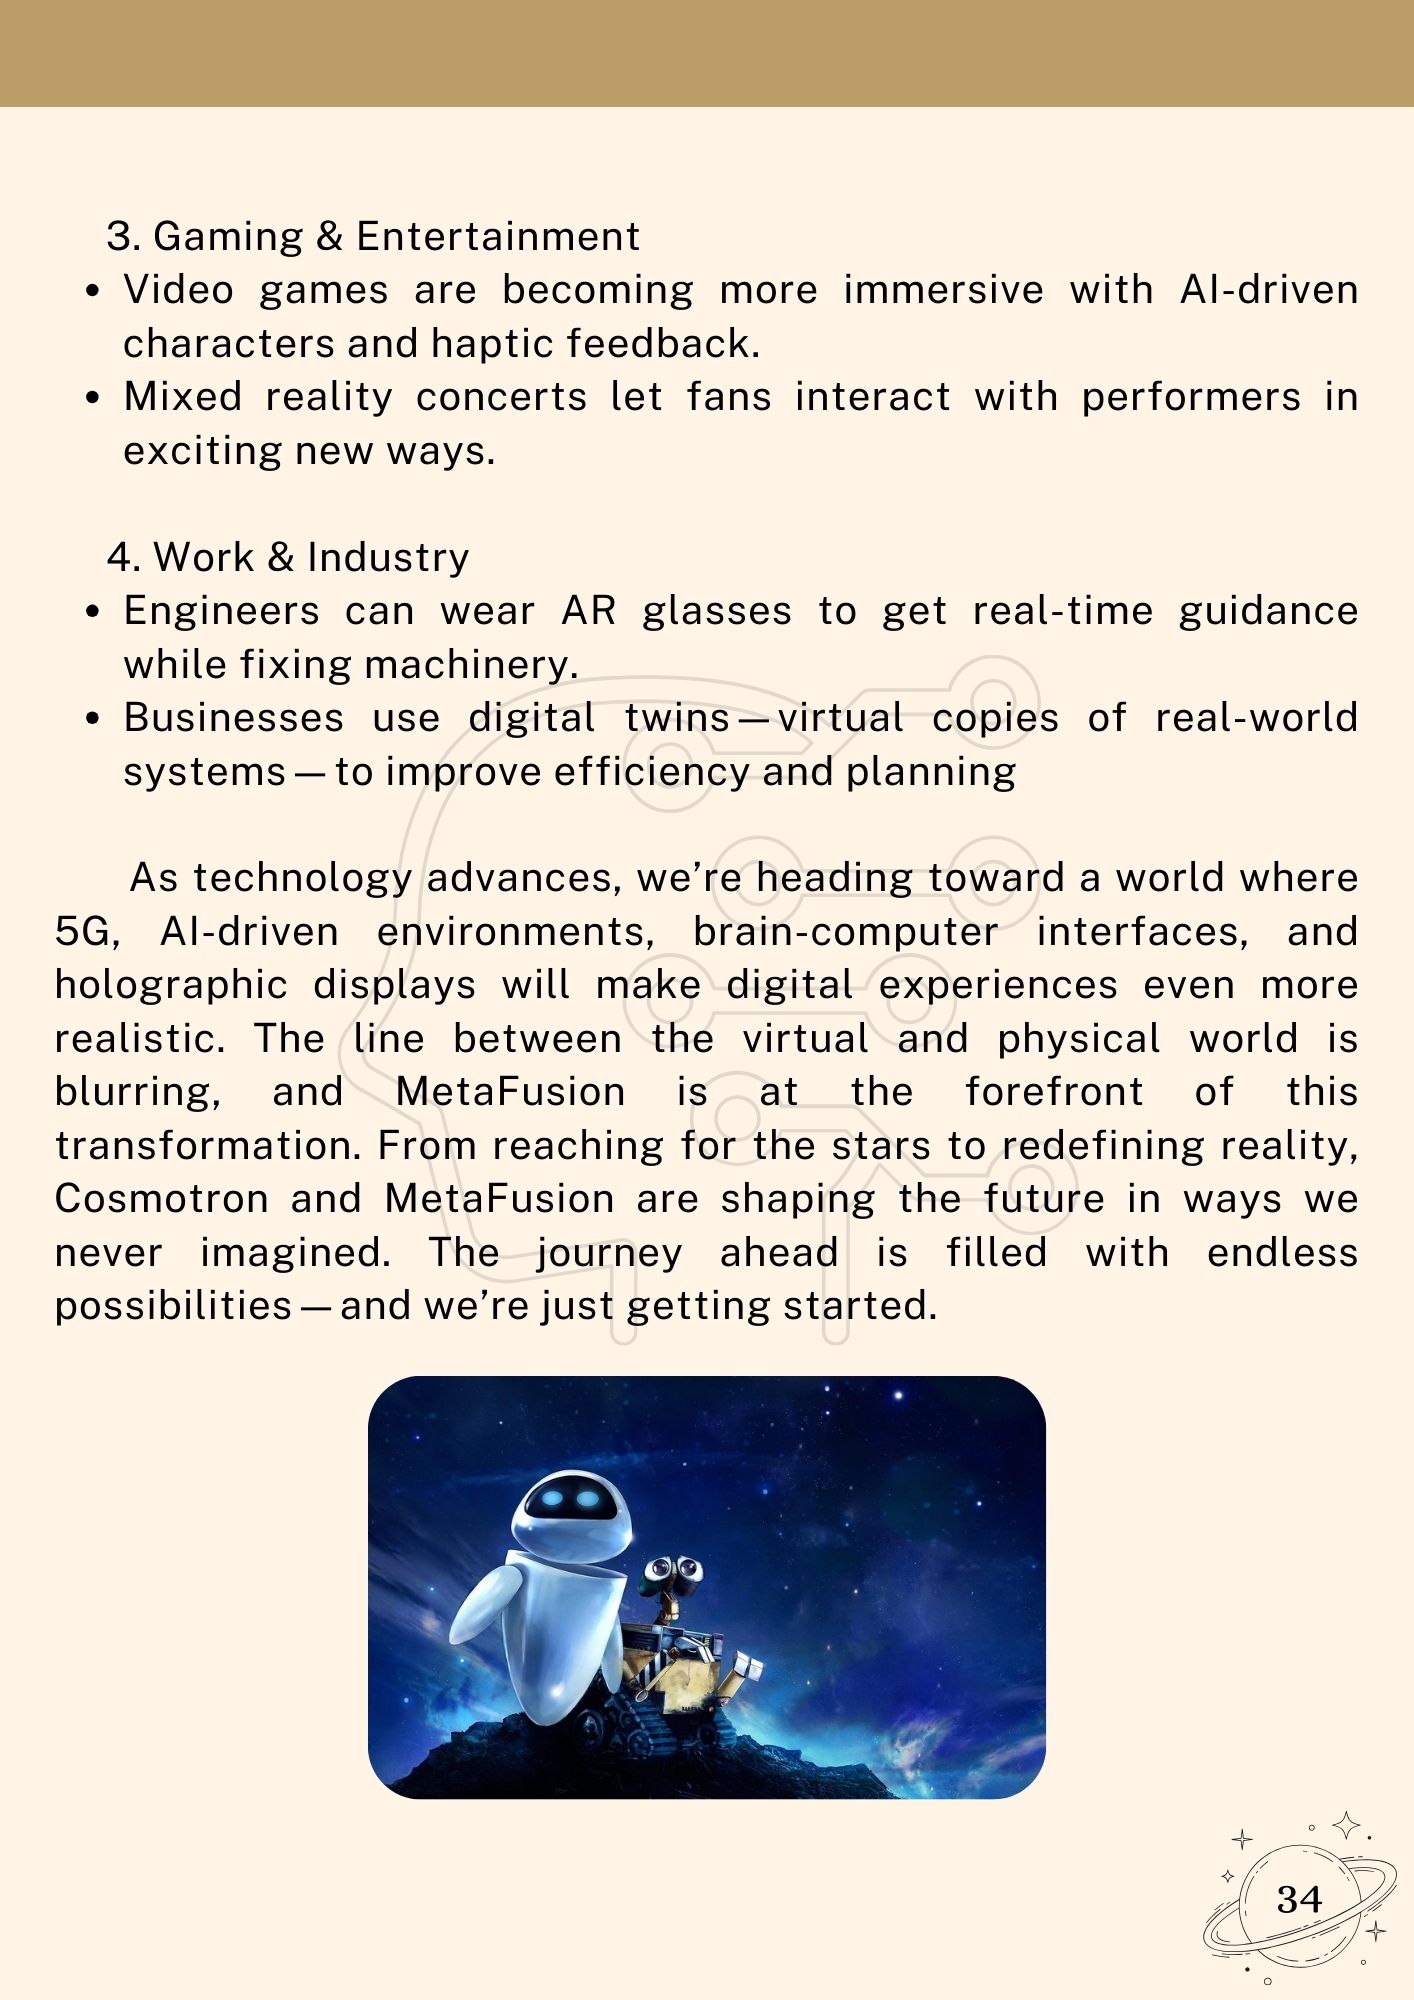 3. Gaming & Entertainment
• Video games are becoming more immersive with AI-driven
characters and haptic feedback.
• Mixed reality concerts let fans interact with performers in
exciting new ways.
4. Work & Industry
• Engineers can wear AR glasses to get real-time guidance
while fixing machinery.
• Businesses use digital twins—virtual copies of real-world
systems—to improve efficiency and planning
As technology advances, we’re heading toward a world where
5G, AI-driven environments, brain-computer interfaces, and
holographic displays will make digital experiences even more
realistic. The line between the virtual and physical world is
blurring, and MetaFusion is at the forefront of this
transformation. From reaching for the stars to redefining reality,
Cosmotron and MetaFusion are shaping the future in ways we
never imagined. The journey ahead is filled with endless
possibilities—and we’re just getting started.
34